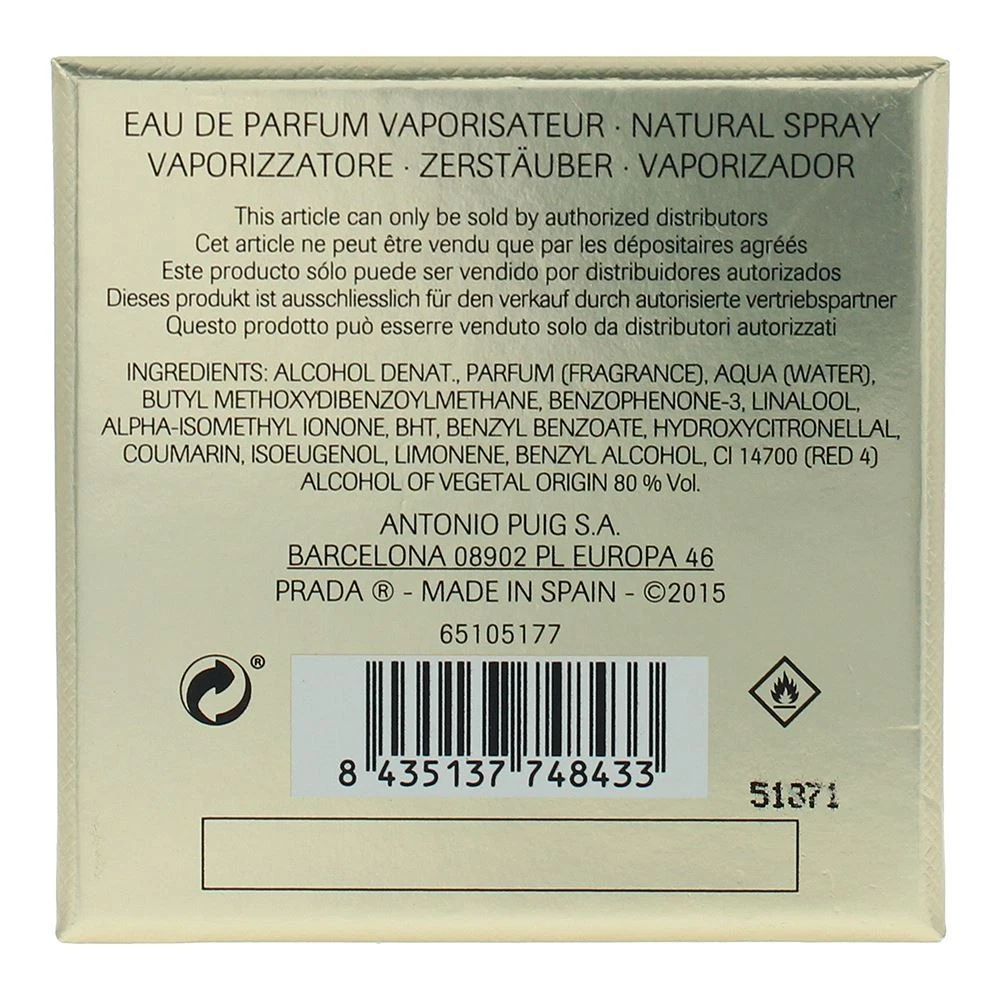 EAU DE PARFUM VAPORISATEUR · NATURAL SPRAY
VAPORIZZATORE · ZERSTÄUBER · VAPORIZADOR
This article can only be sold by authorized distributors
Cet article ne peut être vendu que par les dépositaires agréés
Este producto sólo puede ser vendido por distribuidores autorizados
Dieses produkt ist ausschliesslich für den verkauf durch autorisierte vertriebspartner
Questo prodotto può esserre venduto solo da distributori autorizzati
INGREDIENTS: ALCOHOL DENAT., PARFUM (FRAGRANCE), AQUA (WATER),
BUTYL METHOXYDIBENZOYLMETHANE, BENZOPHENONE-3, LINALOOL,
ALPHA-ISOMETHYL IONONE, BHT, BENZYL BENZOATE, HYDROXYCITRONELLAL,
COUMARIN, ISOEUGENOL, LIMONENE, BENZYL ALCOHOL, CI 14700 (RED 4)
ALCOHOL OF VEGETAL ORIGIN 80 % Vol.
ANTONIO PUIG S.A.
BARCELONA 08902 PL EUROPA 46
PRADA ® - MADE IN SPAIN - ©2015
65105177
®
8 435137 748433
51871